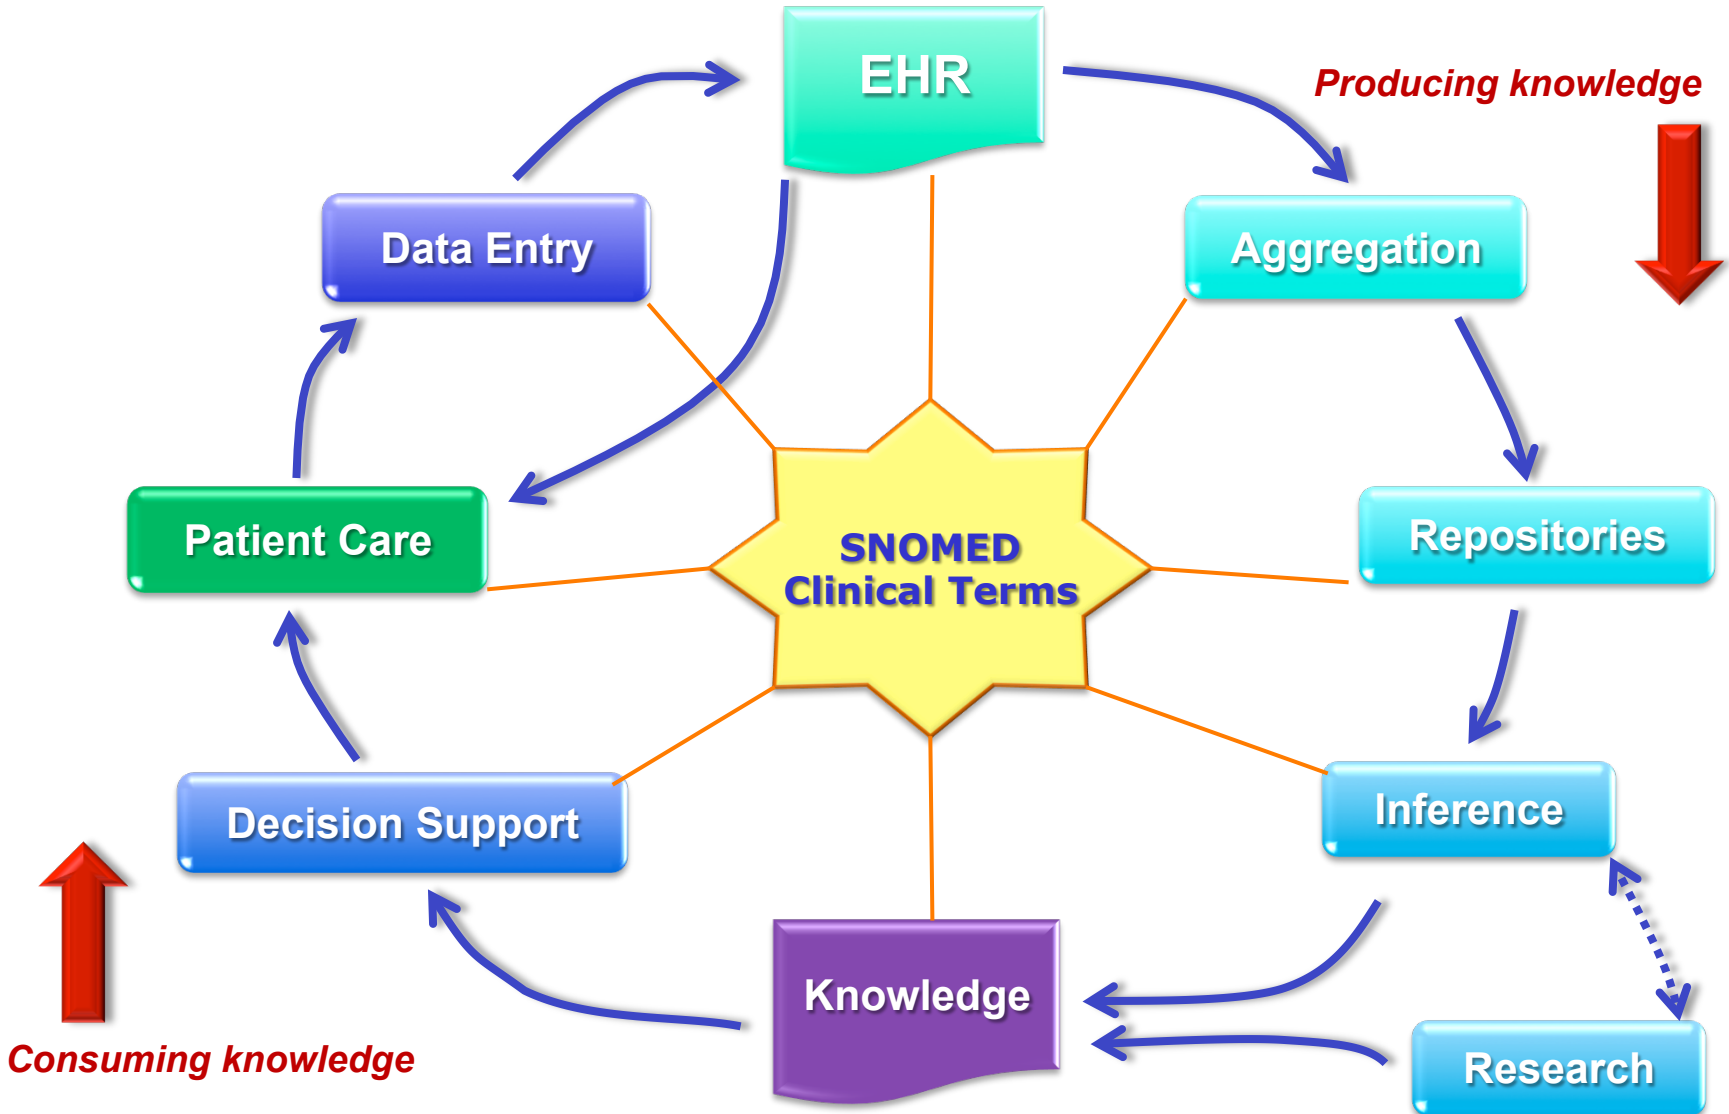 EHR
Producing knowledge
Data Entry
Aggregation
Patient Care
SNOMED
Clinical Terms
Repositories
Decision Support
Inference
Knowledge
Consuming knowledge
Research